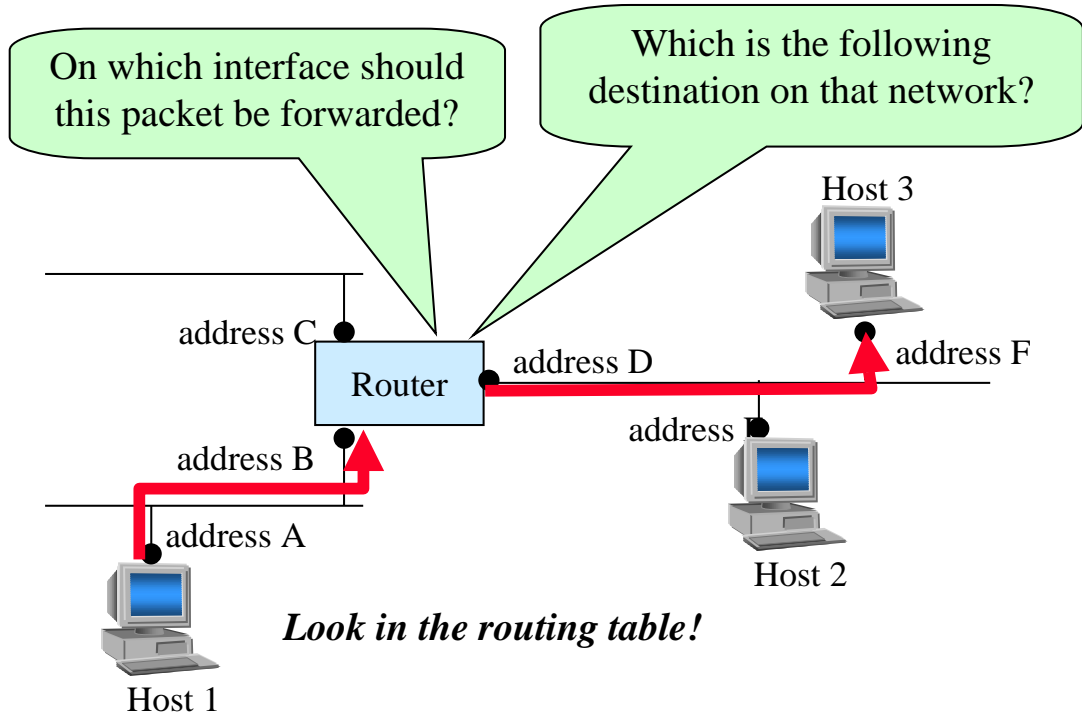 On which interface should
this packet be forwarded?
Which is the following
destination on that network?
Host 3
address C
address D
address F
Router
address B
address
address A
Host 2
Look in the routing table!
Host 1